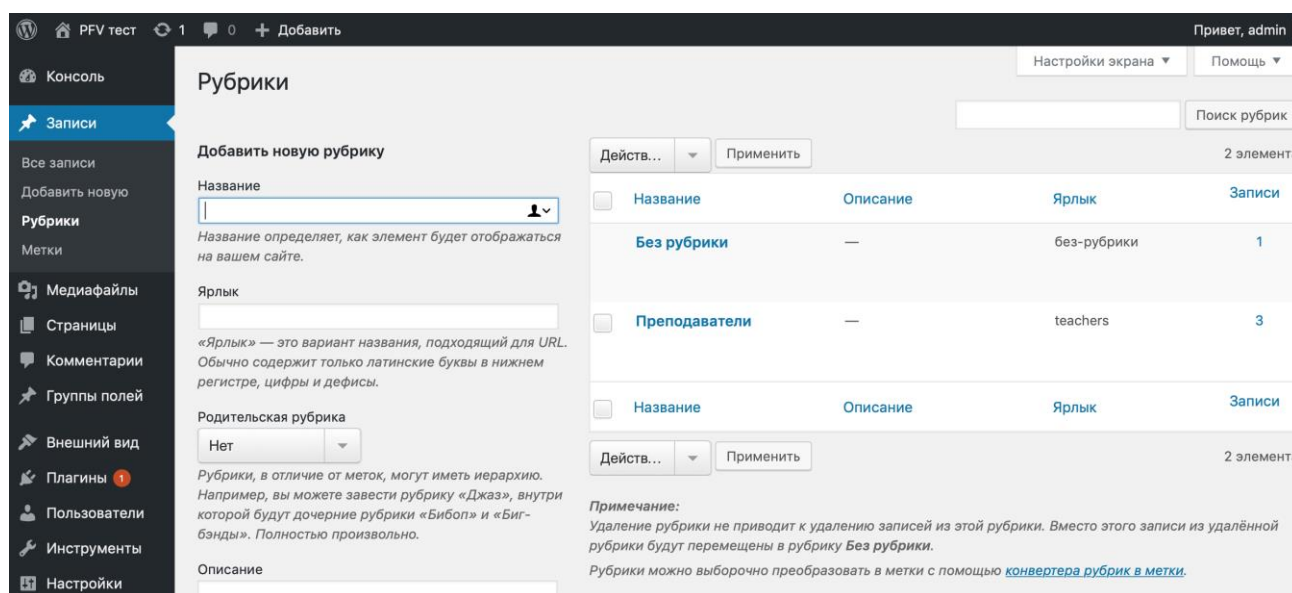 PFV тест 1 0 + Добавить Привет, admin
Консоль
Записи
Все записи
Добавить новую
Рубрики
Метки
Медиафайлы
Страницы
Комментарии
Группы полей
Внешний вид
Плагины 1
Пользователи
Инструменты
Настройки
Настройки экрана ▼ Помощь ▼
Рубрики
Поиск рубрик
Добавить новую рубрику
Название
Название определяет, как элемент будет отображаться
на вашем сайте.
Ярлык
«Ярлык» — это вариант названия, подходящий для URL.
Обычно содержит только латинские буквы в нижнем
регистре, цифры и дефисы.
Родительская рубрика
Нет
Рубрики, в отличие от меток, могут иметь иерархию.
Например, вы можете завести рубрику «Джаз», внутри
которой будут дочерние рубрики «Бибоп» и «Биг-
бэнды». Полностью произвольно.
Описание
Действ... Применить 2 элемент
Название Описание Ярлык Записи
Без рубрики — без-рубрики 1
Преподаватели — teachers 3
Название Описание Ярлык Записи
Действ... Применить 2 элемент
Примечание:
Удаление рубрики не приводит к удалению записей из этой рубрики. Вместо этого записи из удалённой
рубрики будут перемещены в рубрику Без рубрики.
Рубрики можно выборочно преобразовать в метки с помощью конвертера рубрик в метки.